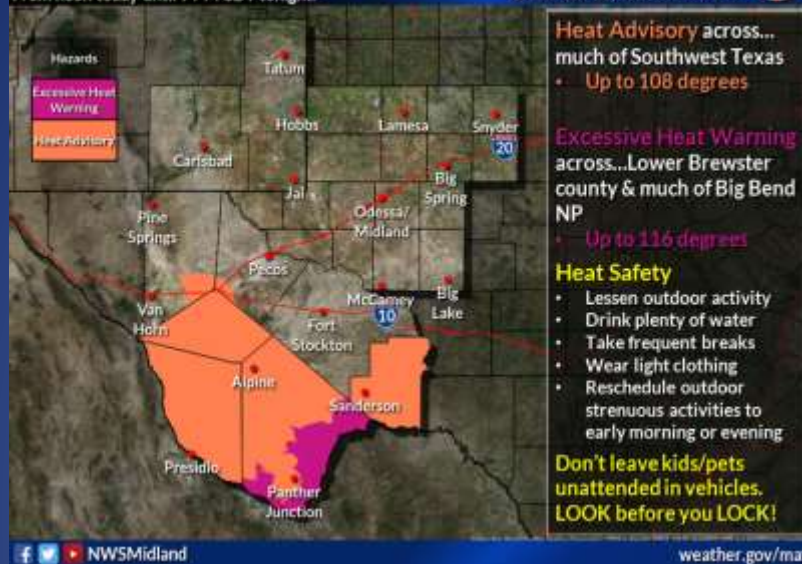 Hazards
Excessive Heat
Warning
Heat Advisory
Tatum
Hobbs
Lamesa
Snyder
20
Carlsbad
Jal
Big
Spring
Odessa/
Midland
Pine
Springs
Pecos
McCamey
Big
Lake
Van
Horn
10
Fort
Stockton
Alpine
Sanderson
Presidio
Panther
Junction
Heat Advisory across...
much of Southwest Texas
• Up to 108 degrees
Excessive Heat Warning
across...Lower Brewster
county & much of Big Bend
NP
• Up to 116 degrees
Heat Safety
• Lessen outdoor activity
• Drink plenty of water
• Take frequent breaks
• Wear light clothing
• Reschedule outdoor
strenuous activities to
early morning or evening
Don't leave kids/pets
unattended in vehicles.
LOOK before you LOCK!
NWSMidland
weather.gov/ma